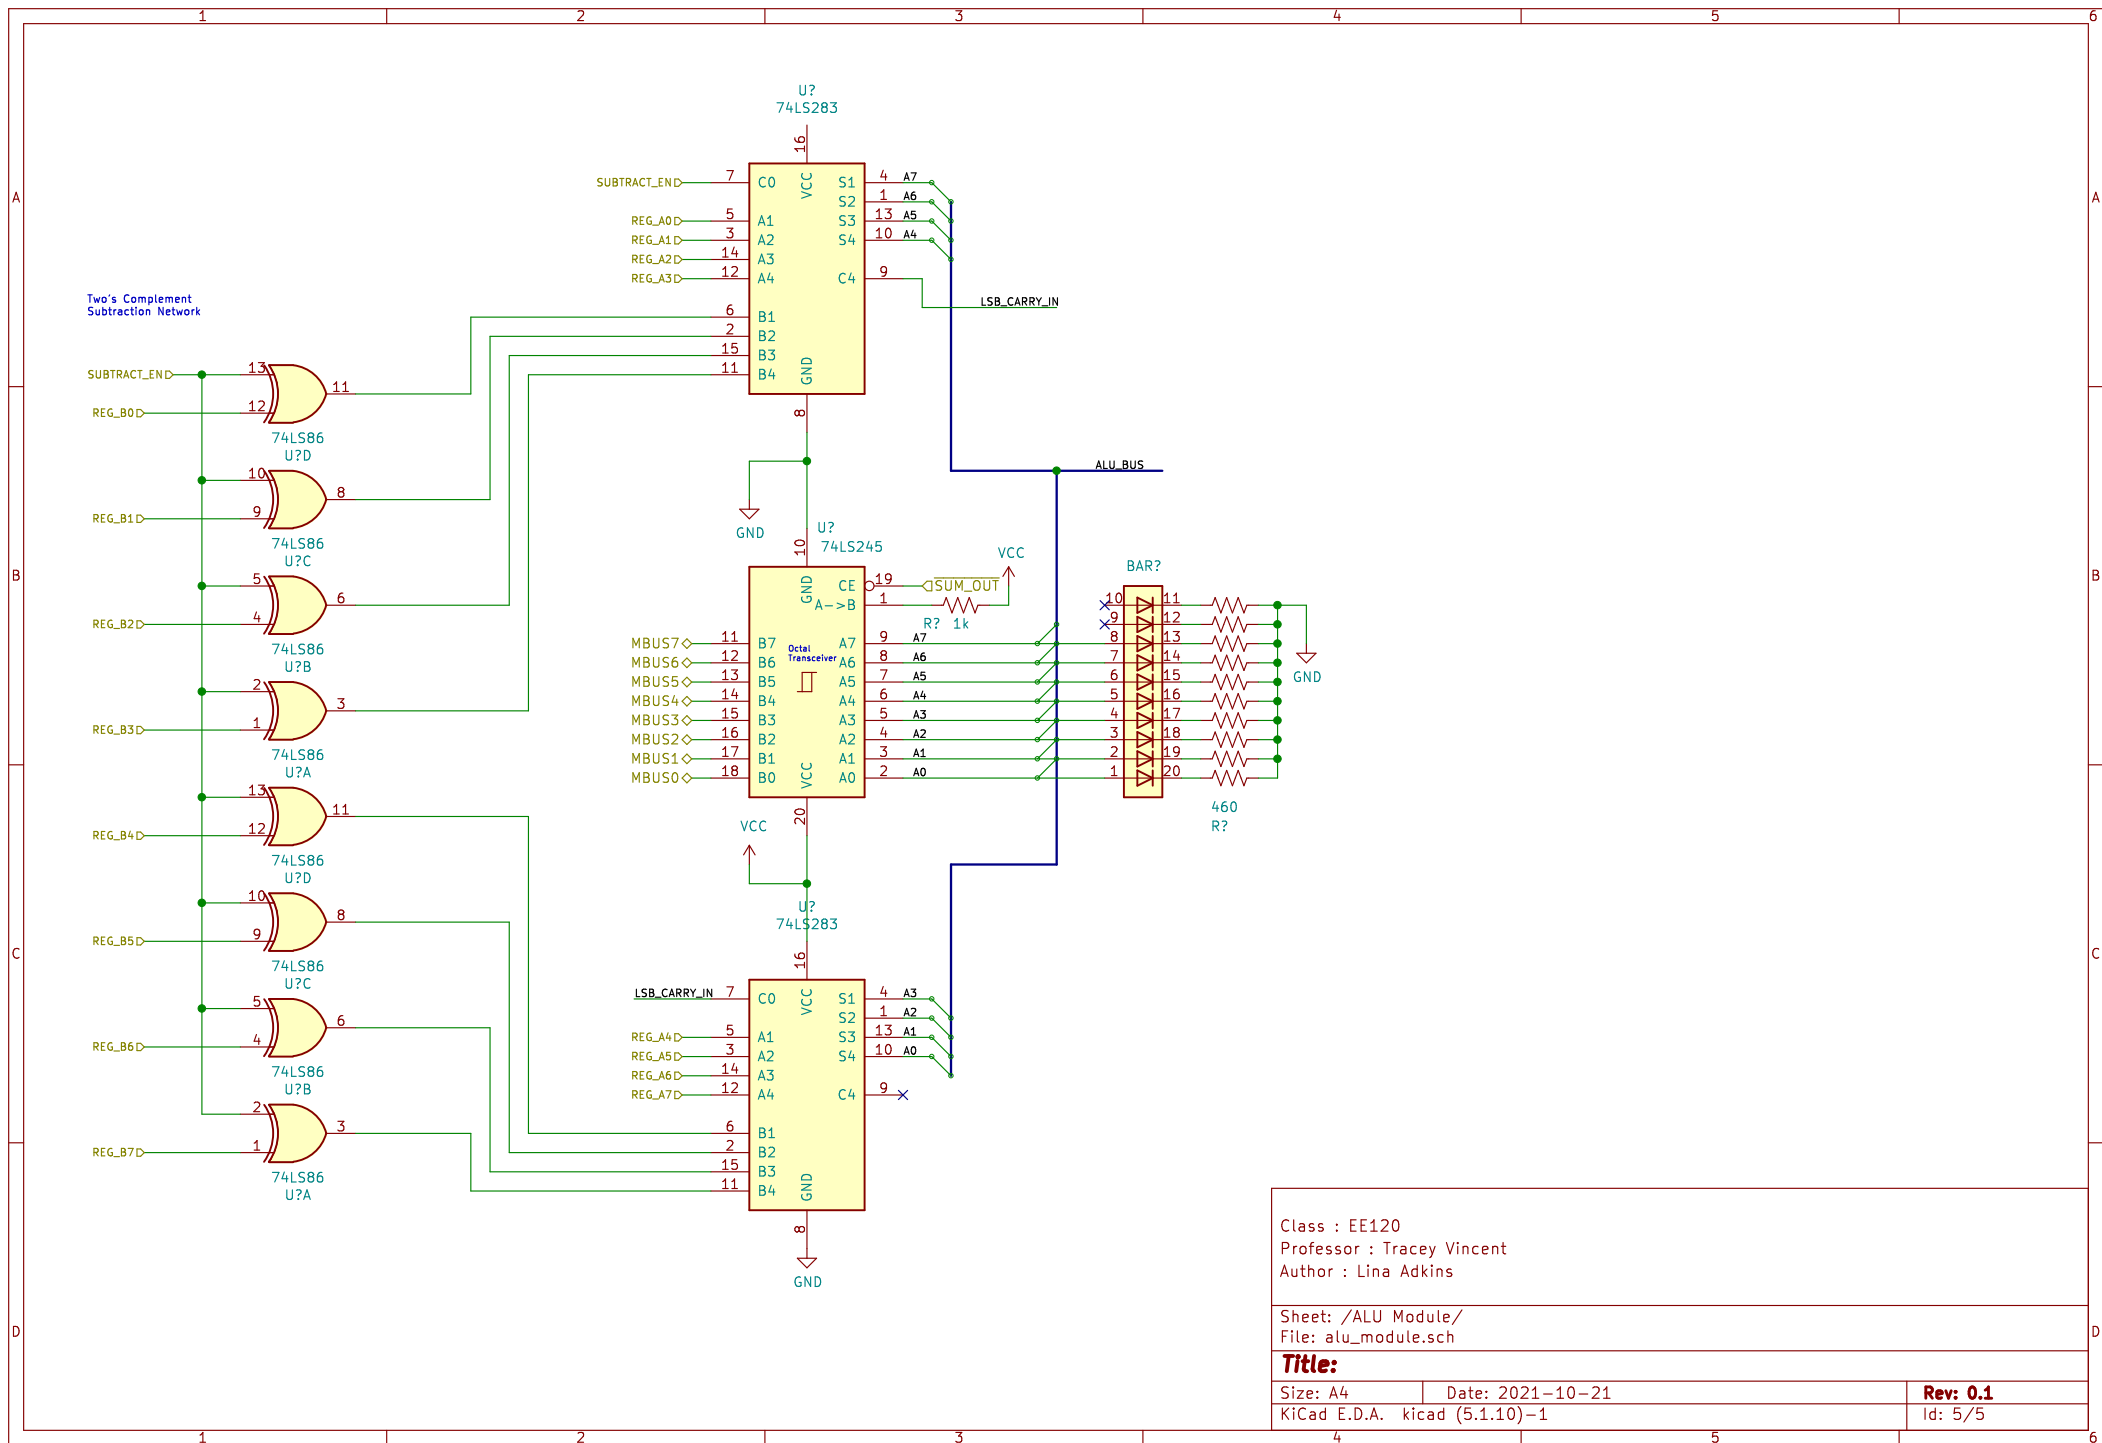 1 2 3 4 5 6
U?
74LS283
16
VCC
SUBTRACT_EN 7 C0 S1 4 A7
S2 1 A6
REG_A0 5 A1 S3 13 A5
REG_A1 3 A2 S4 10 A4
REG_A2 14 A3
REG_A3 12 A4 C4 9
LSB_CARRY_IN
6 B1
2 B2
15 B3
11 B4
GND
8
GND
A A
Two's Complement
Subtraction Network
SUBTRACT_EN 13 11
REG_B0 12
74LS86
U?D
10 8
REG_B1 9
74LS86
U?C
5 6
REG_B2 4
74LS86
U?B
2 3
REG_B3 1
74LS86
U?A
13 11
REG_B4 12
74LS86
U?D
10 8
REG_B5 9
74LS86
U?C
5 6
REG_B6 4
74LS86
U?B
2 3
REG_B7 1
74LS86
U?A
ALU_BUS
B B
U?
74LS245
10
GND
CE 19 SUM_OUT
A->B 1
VCC
R? 1k
Octal
Transceiver
MBUS7 11 B7 A7 9 A7
MBUS6 12 B6 A6 8 A6
MBUS5 13 B5 A5 7 A5
MBUS4 14 B4 A4 6 A4
MBUS3 15 B3 A3 5 A3
MBUS2 16 B2 A2 4 A2
MBUS1 17 B1 A1 3 A1
MBUS0 18 B0 A0 2 A0
VCC
20
VCC
BAR?
10 11
9 12
8 13
7 14
6 15
5 16
4 17
3 18
2 19
1 20
GND
460
R?
C C
U?
74LS283
16
VCC
LSB_CARRY_IN 7 C0 S1 4 A3
S2 1 A2
REG_A4 5 A1 S3 13 A1
REG_A5 3 A2 S4 10 A0
REG_A6 14 A3
REG_A7 12 A4 C4 9
6 B1
2 B2
15 B3
11 B4
GND
8
GND
D D
Class : EE120
Professor : Tracey Vincent
Author : Lina Adkins
Sheet: /ALU Module/
File: alu_module.sch
Title:
Size: A4 Date: 2021-10-21 Rev: 0.1
KiCad E.D.A. kicad (5.1.10)-1 Id: 5/5
1 2 3 4 5 6